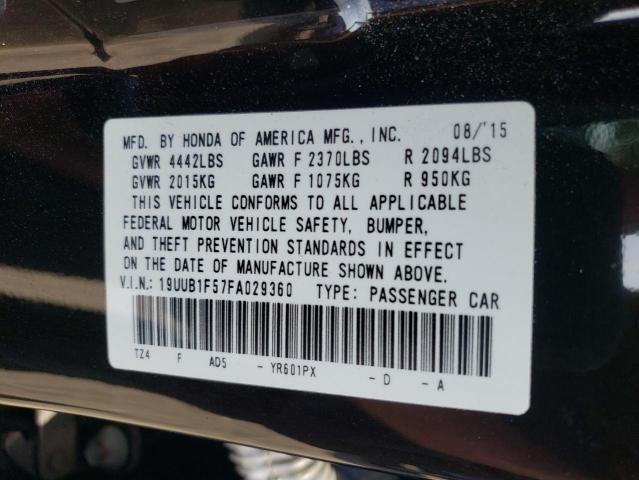 MFD. BY HONDA OF AMERICA MFG., INC. 08/'15
GVWR 4442LBS GAWR F 2370LBS R 2094LBS
GVWR 2015KG GAWR F 1075KG R 950KG
THIS VEHICLE CONFORMS TO ALL APPLICABLE
FEDERAL MOTOR VEHICLE SAFETY, BUMPER,
AND THEFT PREVENTION STANDARDS IN EFFECT
ON THE DATE OF MANUFACTURE SHOWN ABOVE.
V.I.N.: 19UUB1F57FA029360 TYPE: PASSENGER CAR
TZ4 F AD5 - YR601PX - D - A